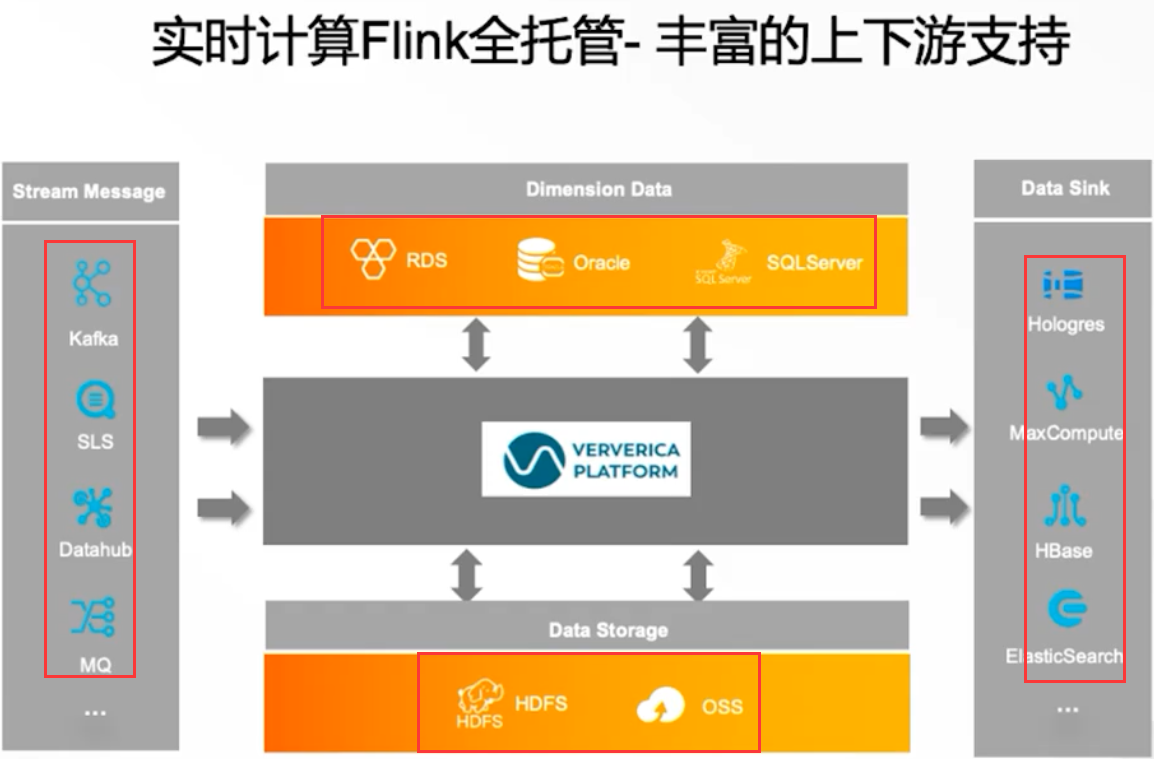 实时计算Flink全托管- 丰富的上下游支持
Stream Message
Kafka
SLS
Datahub
MQ
...
Dimension Data
RDS
Oracle
SQL Server
SQLServer
VERVERICA
PLATFORM
Data Storage
HDFS
HDFS
OSS
Data Sink
Hologres
MaxCompute
HBase
ElasticSearch
...